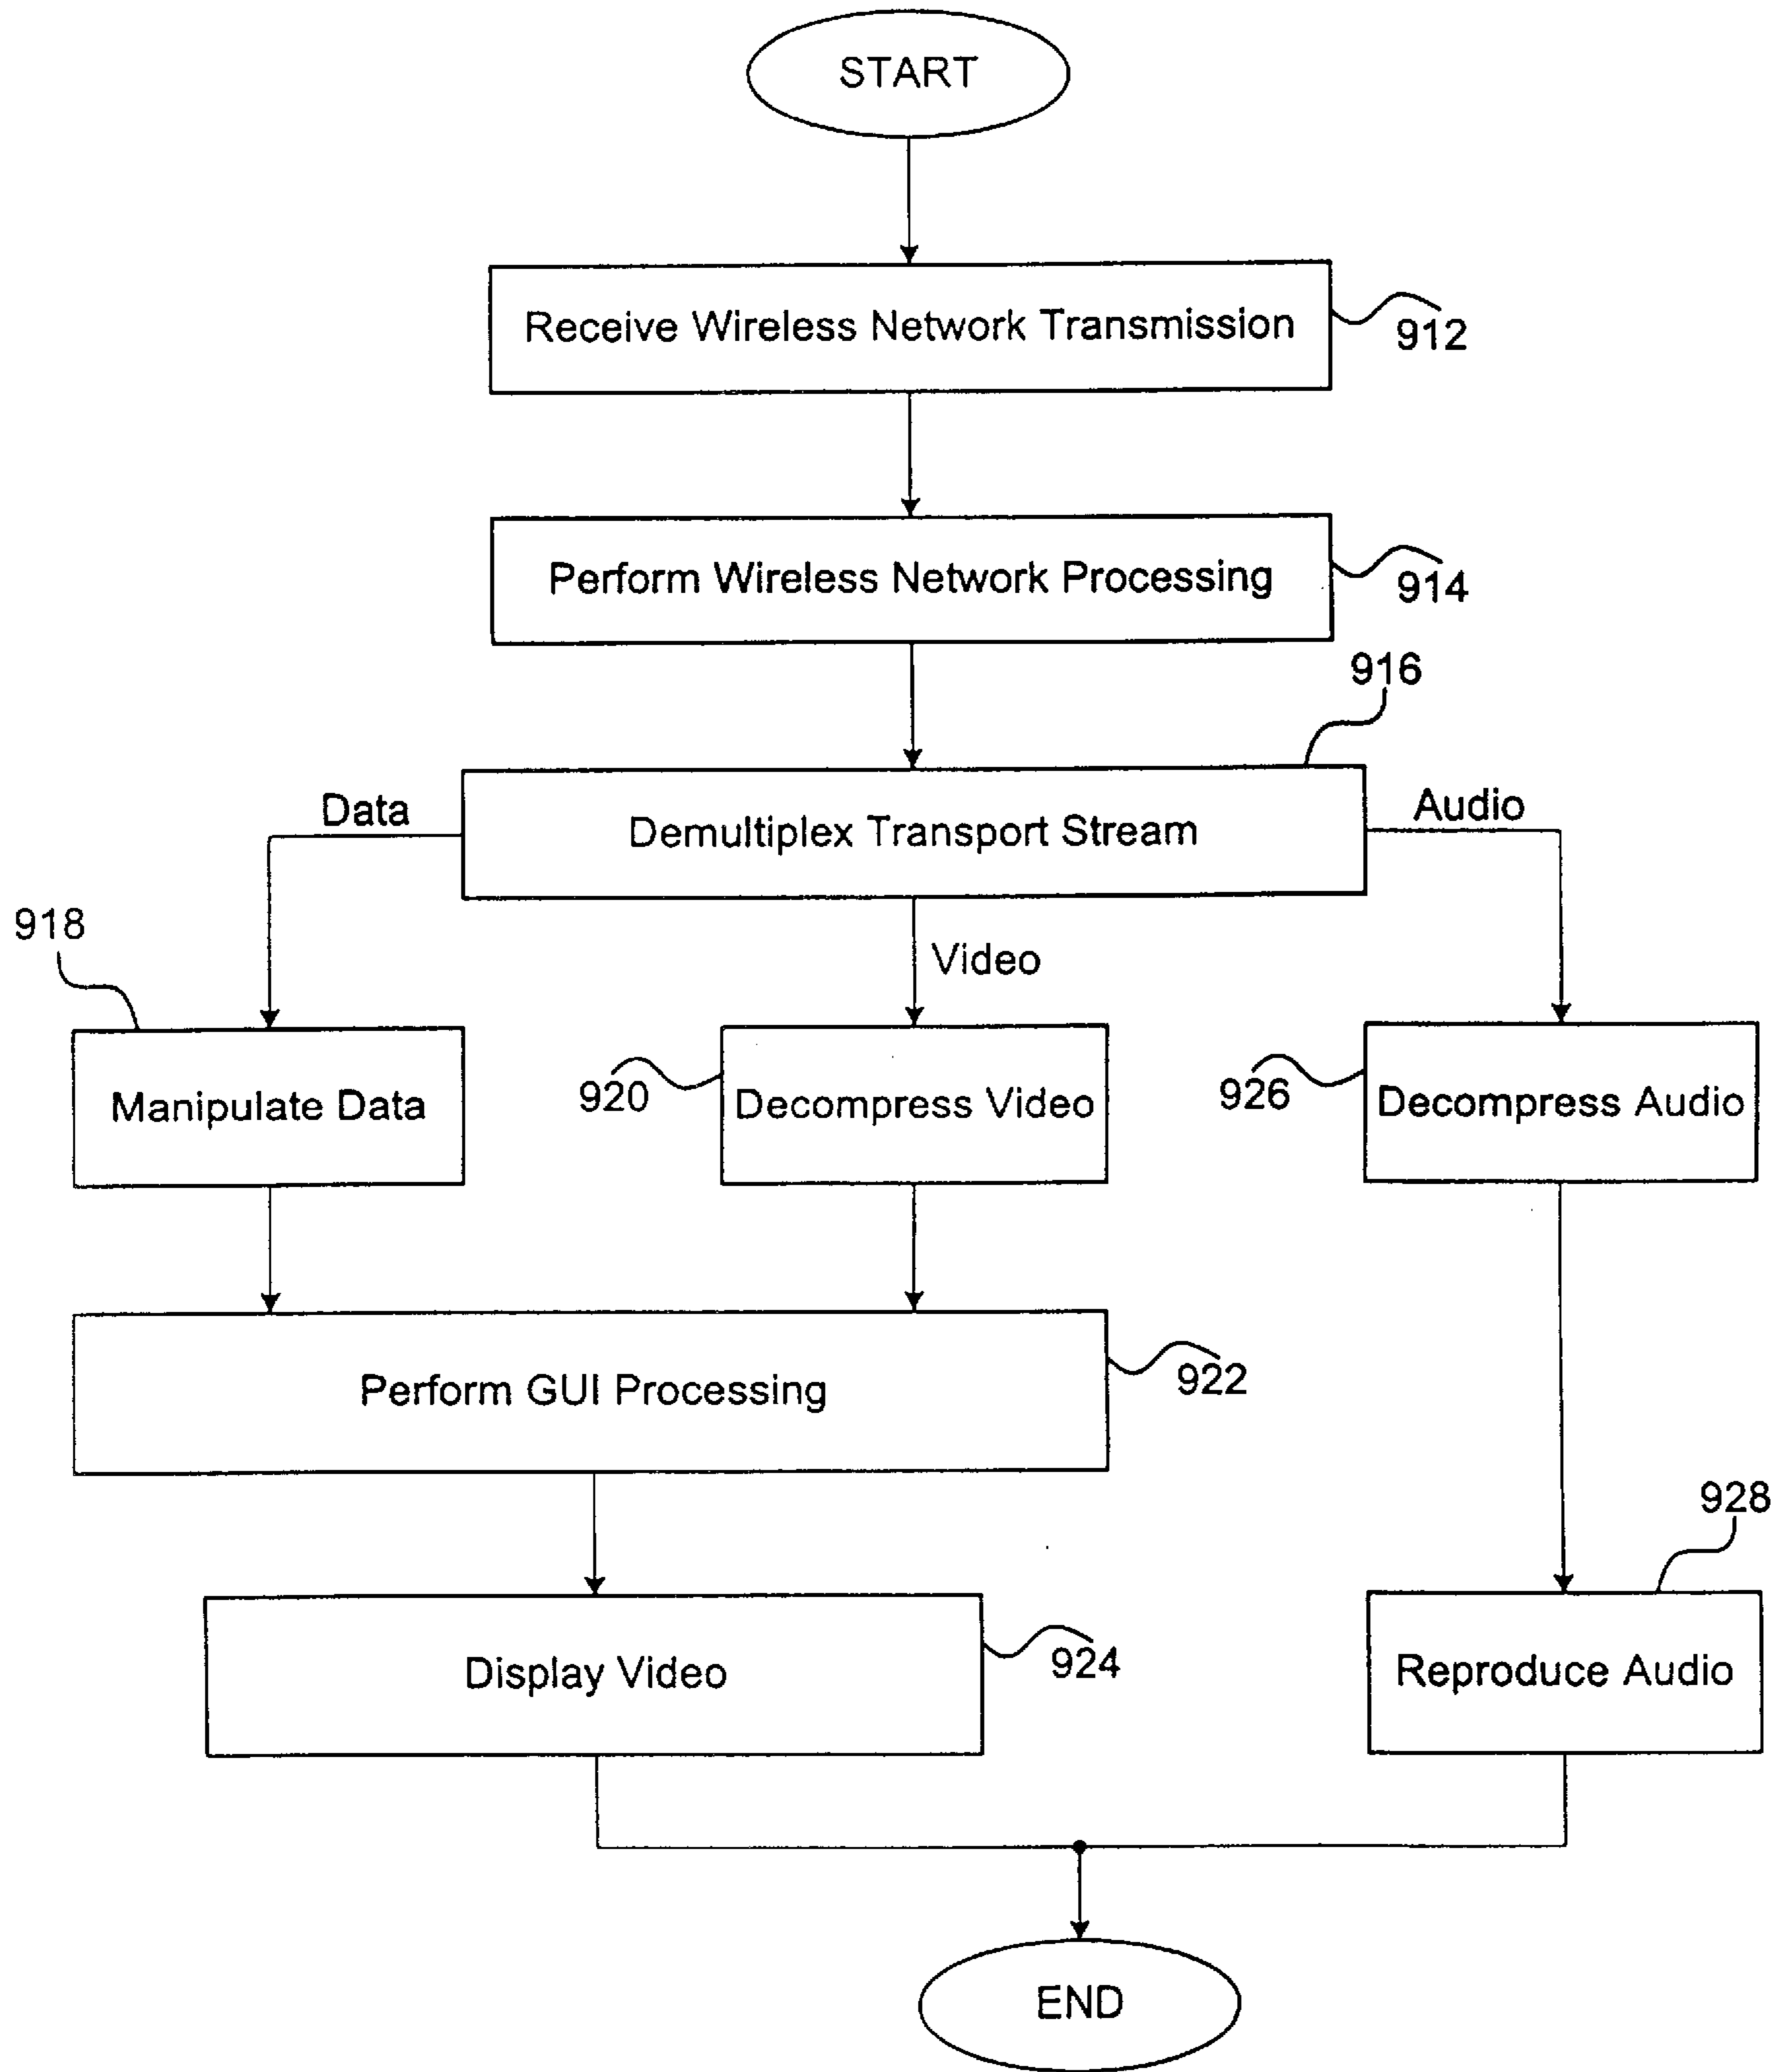 START
Receive Wireless Network Transmission
912
Perform Wireless Network Processing
914
916
Data
Demultiplex Transport Stream
Audio
918
Video
Manipulate Data
920
Decompress Video
926
Decompress Audio
Perform GUI Processing
922
928
Display Video
924
Reproduce Audio
END